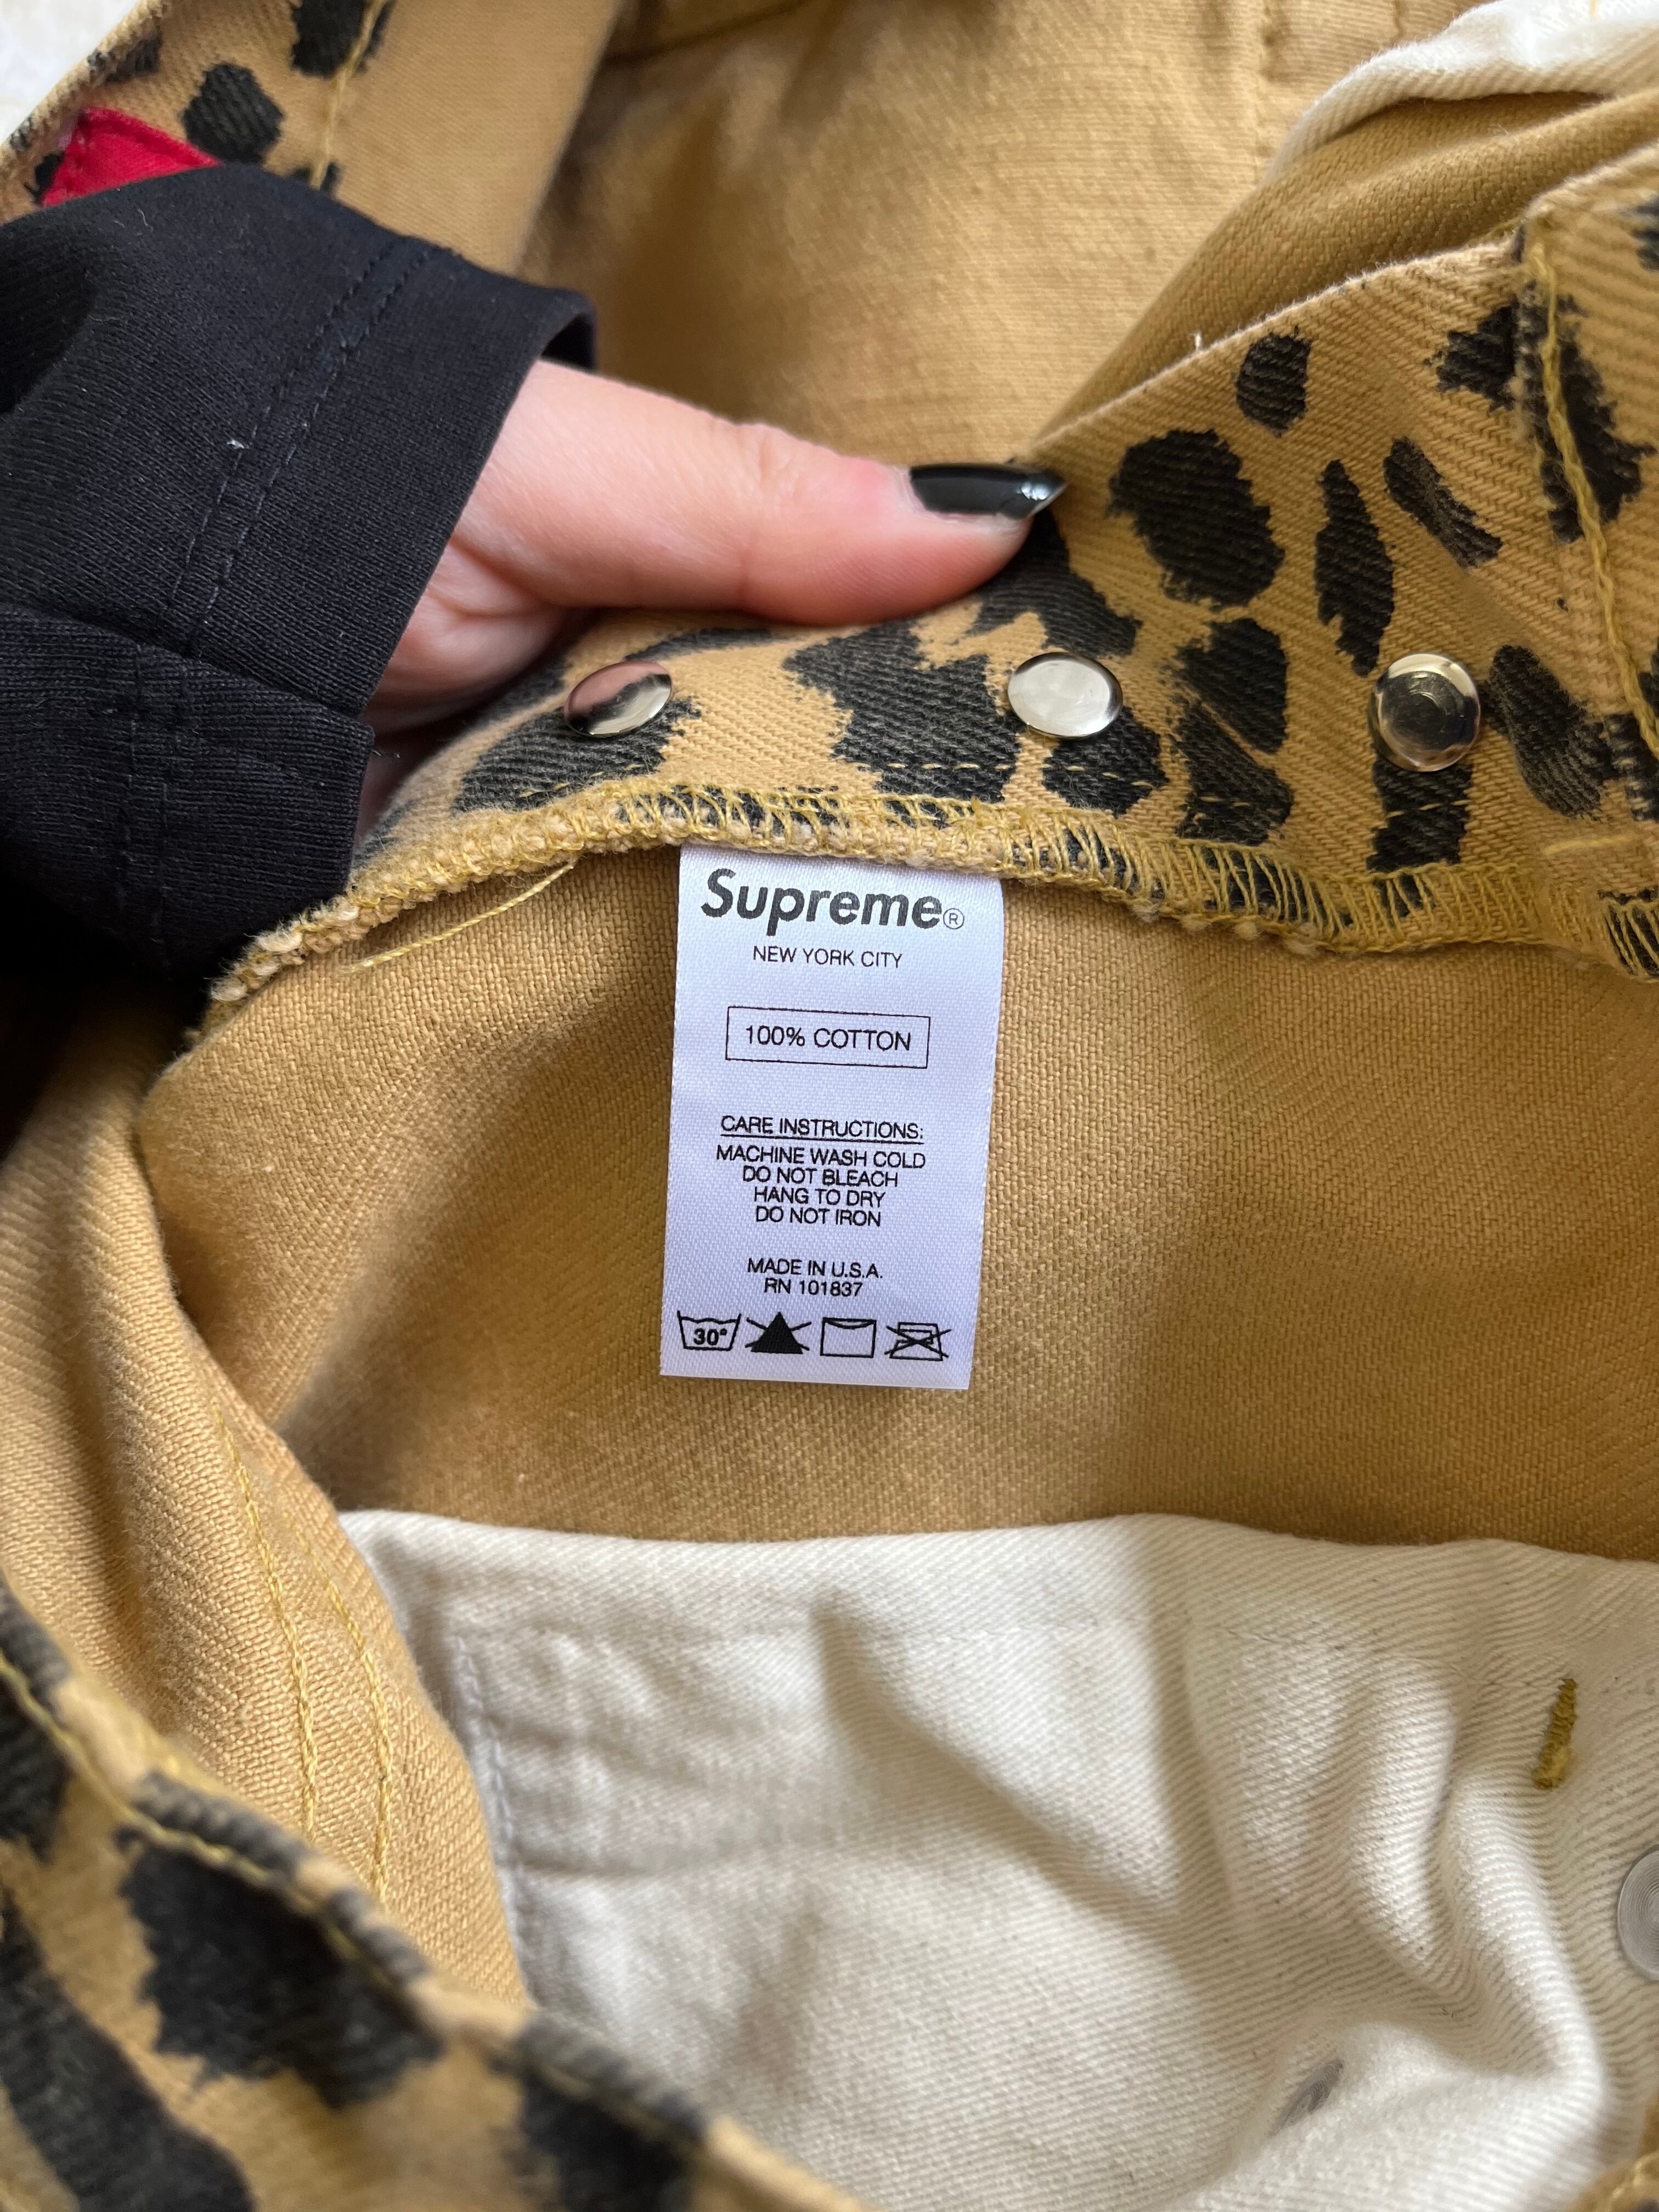 Supreme®
NEW YORK CITY
100% COTTON
CARE INSTRUCTIONS:
MACHINE WASH COLD
DO NOT BLEACH
HANG TO DRY
DO NOT IRON
MADE IN U.S.A.
RN 101837
30°